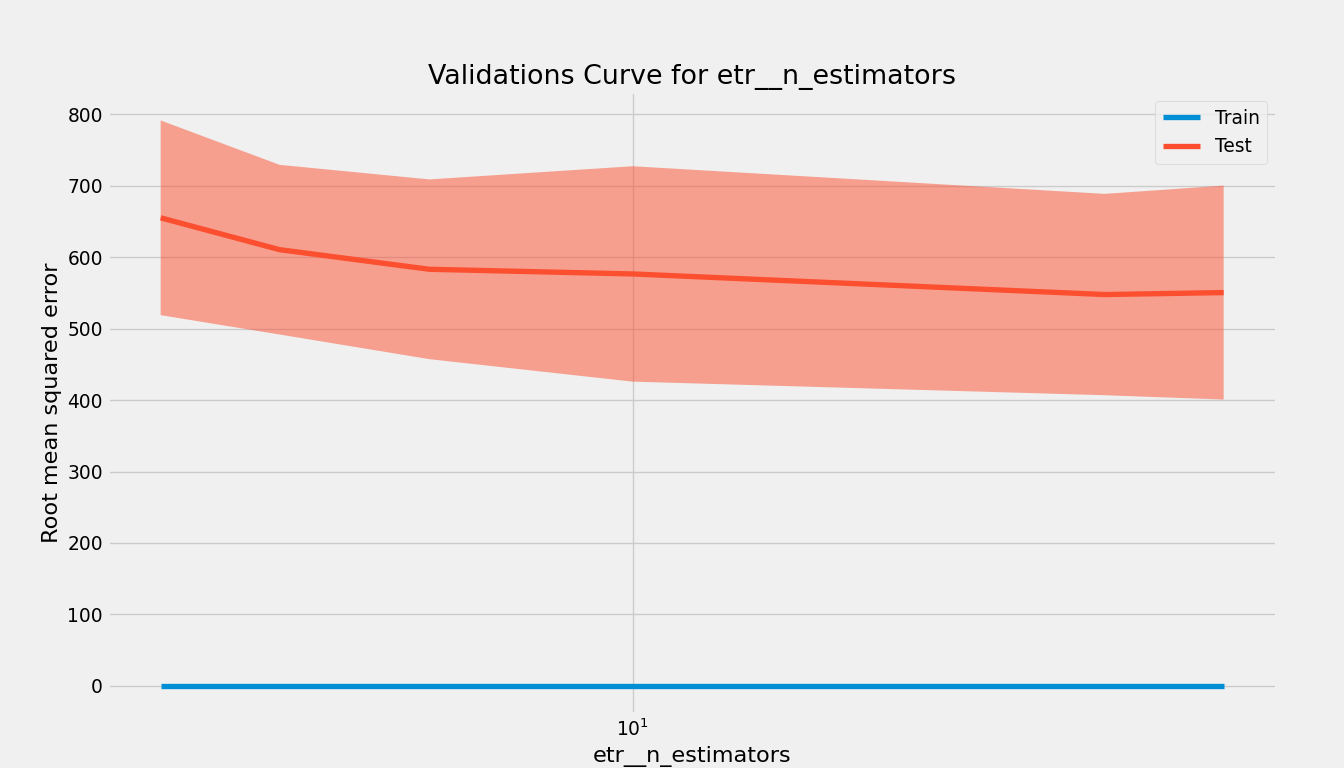 Validations Curve for etr__n_estimators
Train
Test
Root mean squared error
800
700
600
500
400
300
200
100
0
10¹
etr__n_estimators